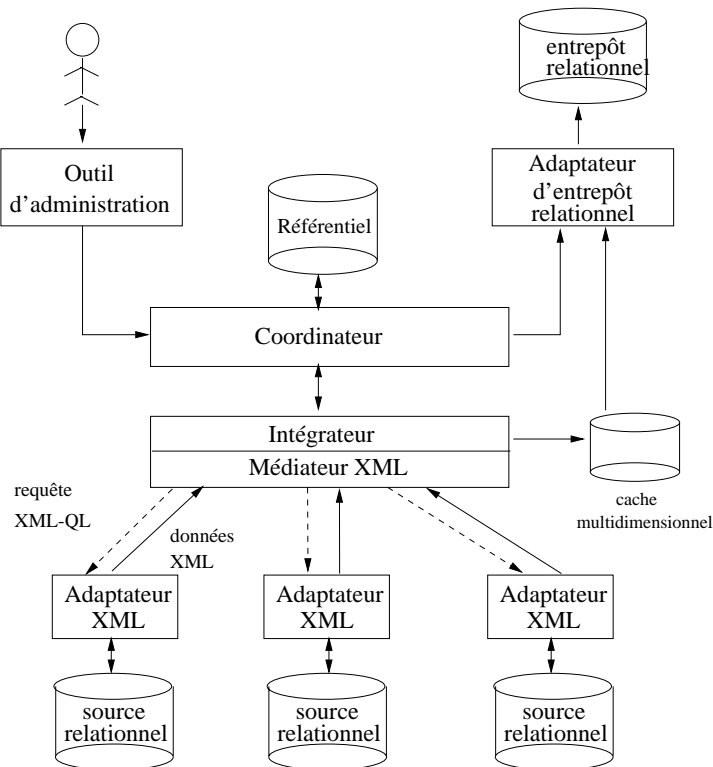 entrepôt
relationnel
Outil
d'administration
Adaptateur
d'entrepôt
relationnel
Référentiel
Coordinateur
Intégrateur
Médiateur XML
requête
XML-QL
données
XML
cache
multidimensionnel
Adaptateur
XML
Adaptateur
XML
Adaptateur
XML
source
relationnel
source
relationnel
source
relationnel